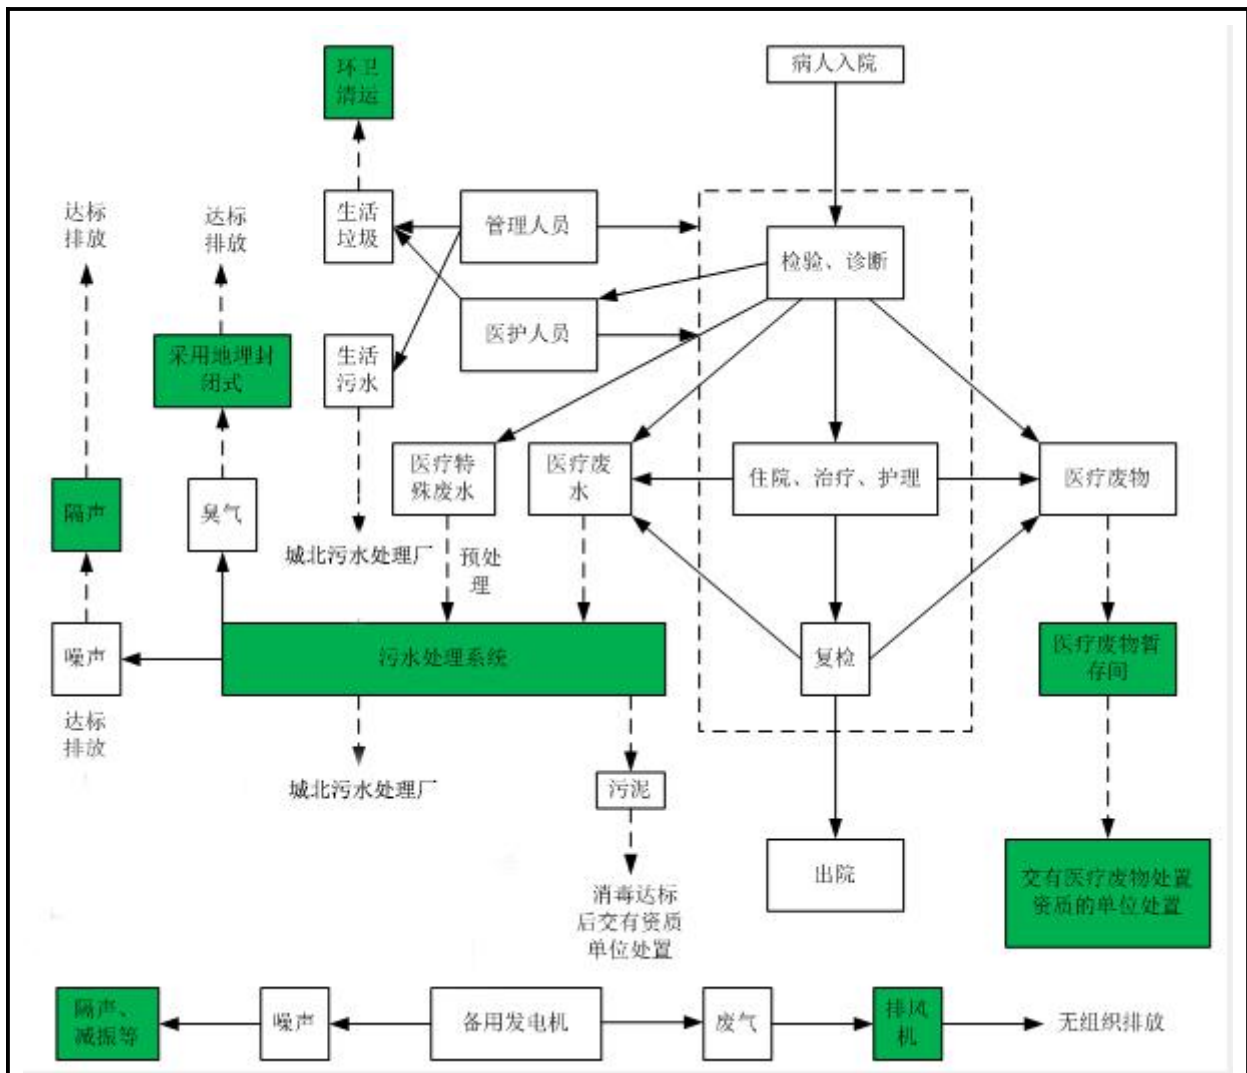 环卫
清运
病人入院
达标
排放
达标
排放
生活
垃圾
管理人员
检验、诊断
采用地埋封
闭式
生活
污水
医护人员
医疗特
殊废水
医疗废
水
住院、治疗、护理
医疗废物
隔声
臭气
城北污水处理厂
预处
理
噪声
污水处理系统
复检
医疗废物暂
存间
达标
排放
城北污水处理厂
污泥
出院
交有医疗废物处置
资质的单位处置
消毒达标
后交有资质
单位处置
隔声、
减振等
噪声
备用发电机
废气
排风
机
无组织排放